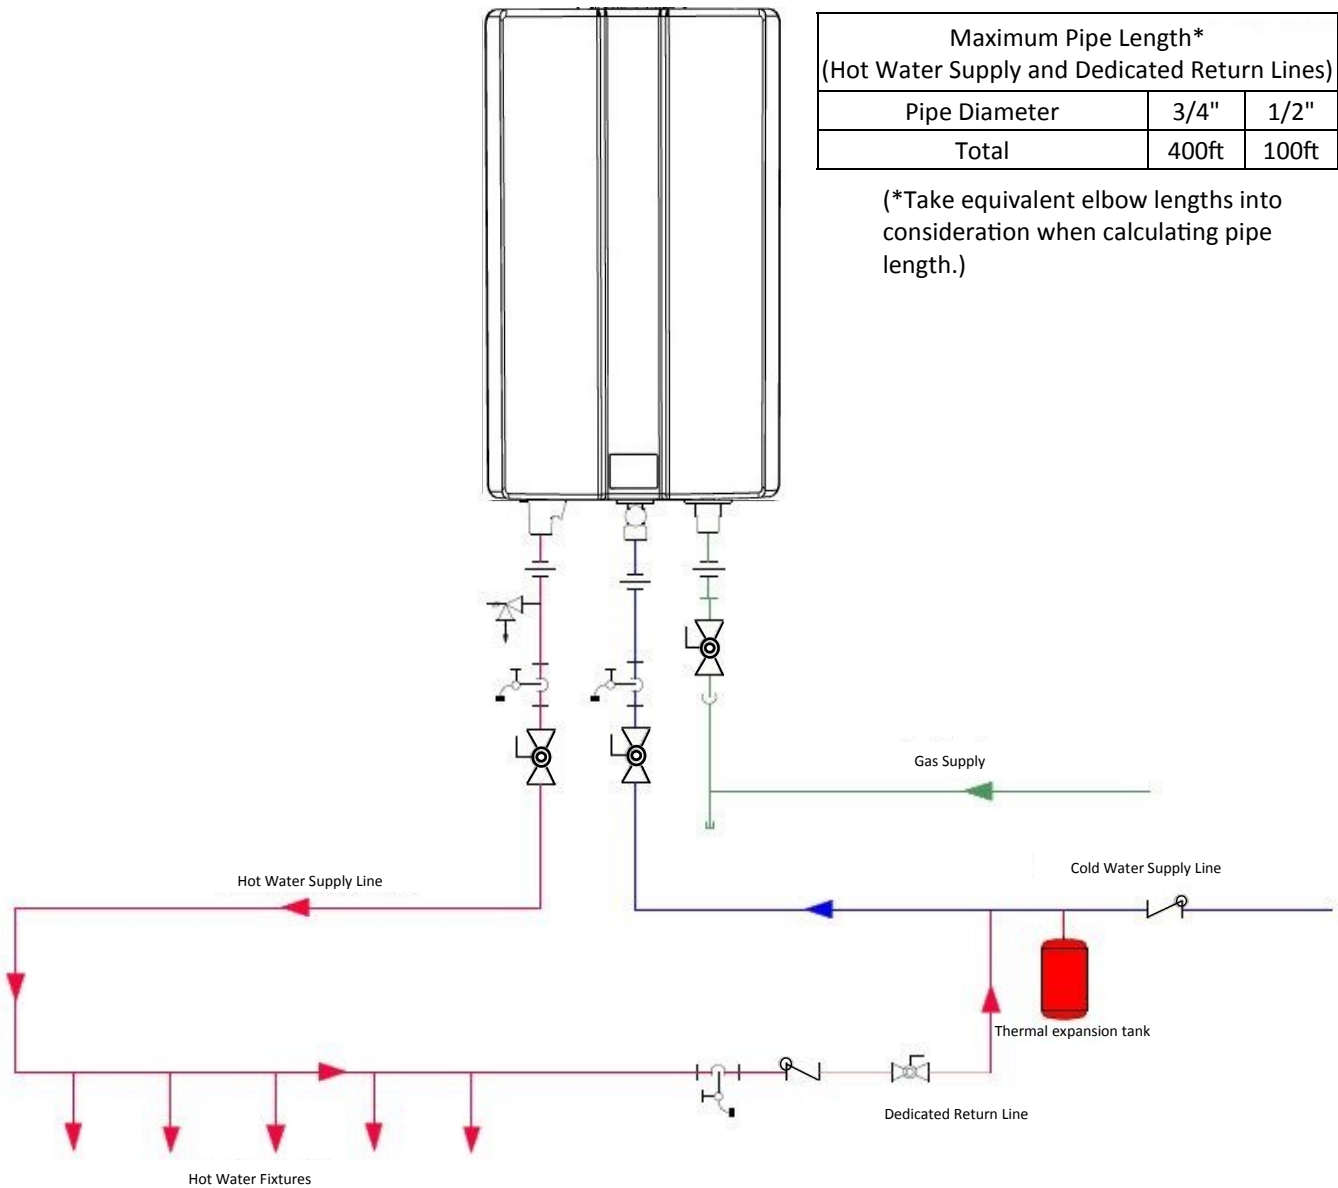 Maximum Pipe Length*
(Hot Water Supply and Dedicated Return Lines)
Pipe Diameter 3/4" 1/2"
Total 400ft 100ft
(*Take equivalent elbow lengths into
consideration when calculating pipe
length.)
Gas Supply
Cold Water Supply Line
Hot Water Supply Line
Thermal expansion tank
Dedicated Return Line
Hot Water Fixtures